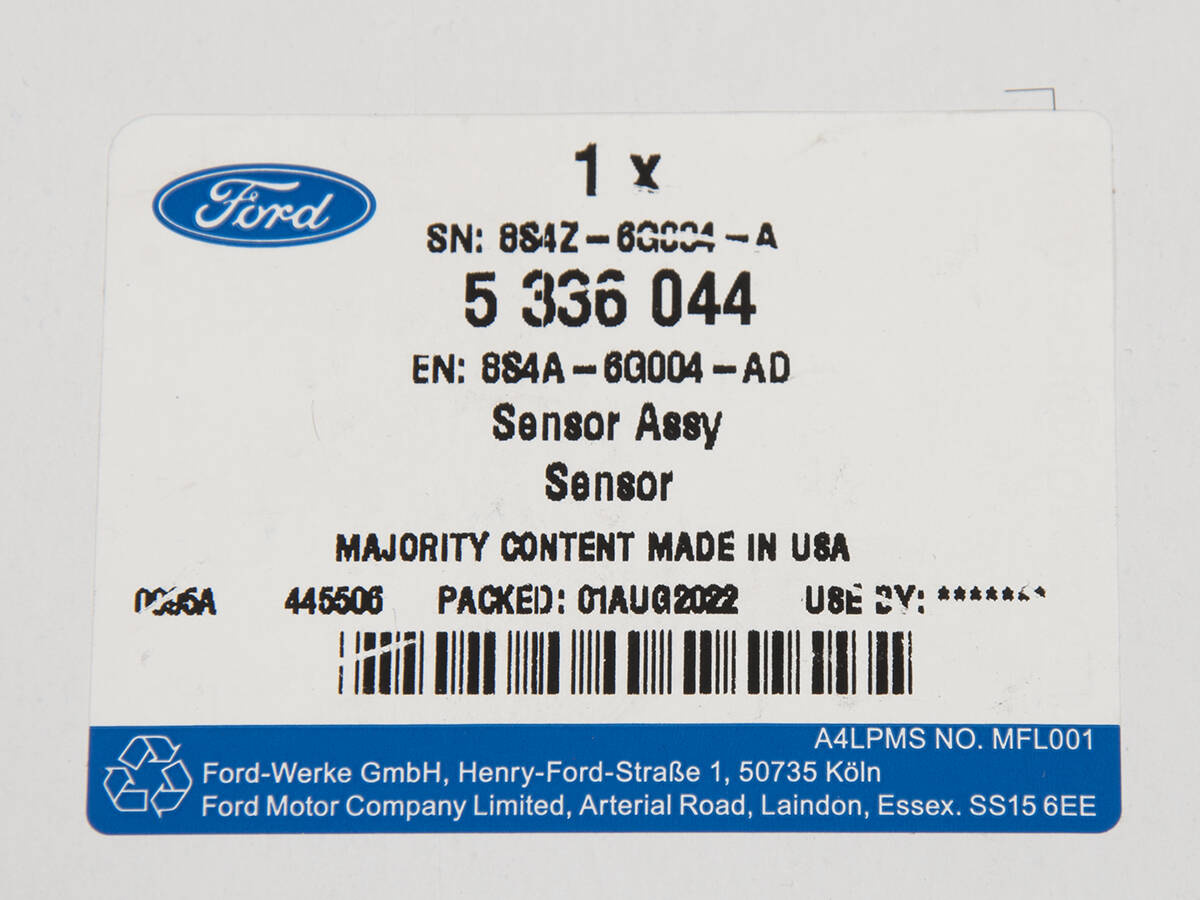 Ford
1 x
SN: 8S4Z-6G004-A
5 336 044
EN: 8S4A-6G004-AD
Sensor Assy
Sensor
MAJORITY CONTENT MADE IN USA
445506 PACKED: 01AUG2022 USE BY: *******
A4LPMS NO. MFL001
Ford-Werke GmbH, Henry-Ford-Straße 1, 50735 Köln
Ford Motor Company Limited, Arterial Road, Laindon, Essex. SS15 6EE